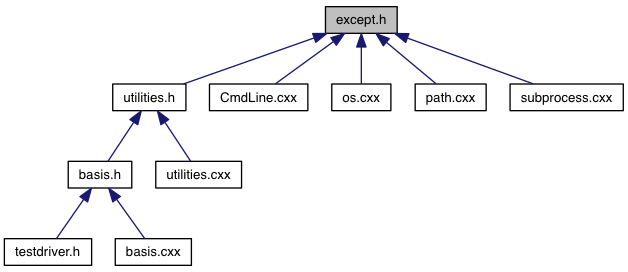 except.h
utilities.h
CmdLine.cxx
os.cxx
path.cxx
subprocess.cxx
basis.h
utilities.cxx
testdriver.h
basis.cxx